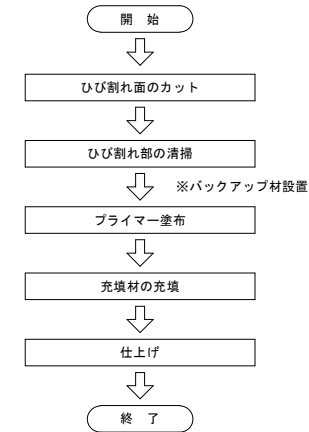 開 始
ひび割れ面のカット
ひび割れ部の清掃
※バックアップ材設置
プライマー塗布
充填材の充填
仕上げ
終 了